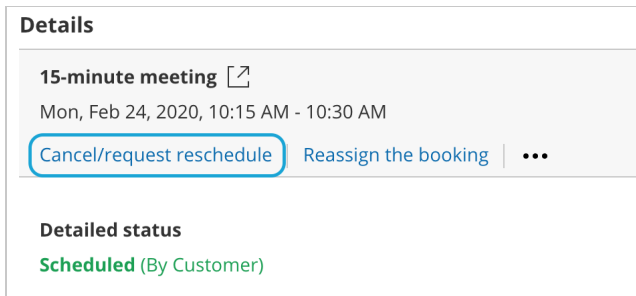 Details
15-minute meeting
Mon, Feb 24, 2020, 10:15 AM - 10:30 AM
Cancel/request reschedule Reassign the booking •••
Detailed status
Scheduled (By Customer)